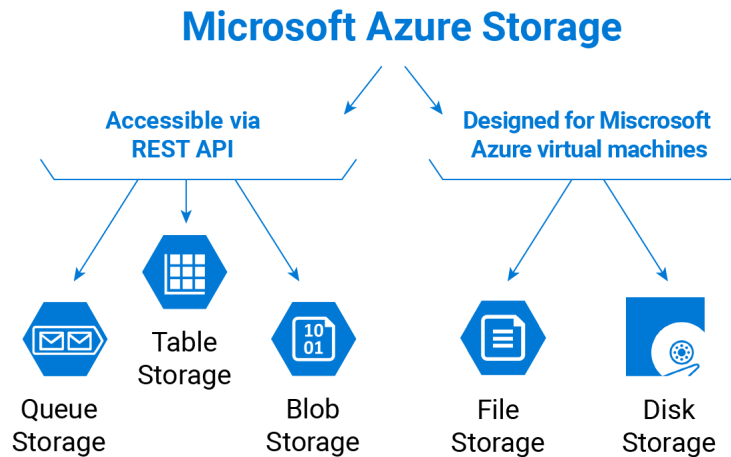 Microsoft Azure Storage
Accessible via
REST API
Designed for Miscrosoft
Azure virtual machines
10
01
Table
Storage
Queue
Storage
Blob
Storage
File
Storage
Disk
Storage